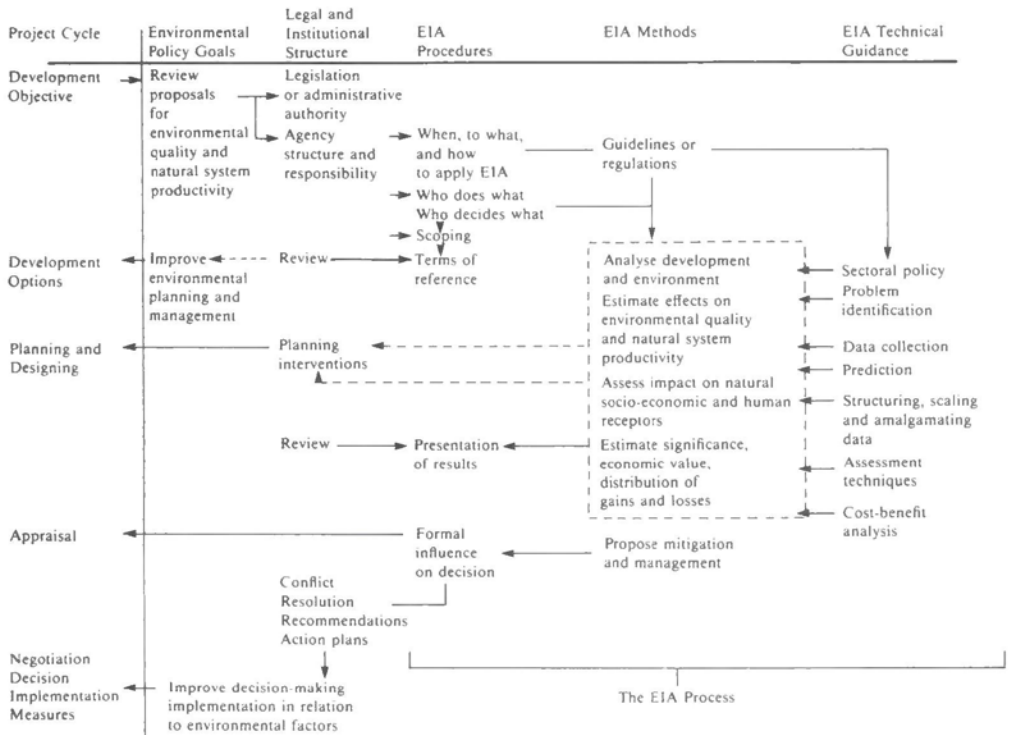 Project Cycle
Environmental
Policy Goals
Legal and
Institutional
Structure
EIA
Procedures
EIA Methods
EIA Technical
Guidance
Development
Objective
Review
proposals
for
environmental
quality and
natural system
productivity
Legislation
or administrative
authority
Agency
structure and
responsibility
When, to what,
and how
to apply EIA
Guidelines or
regulations
Who does what
Who decides what
Scoping
Development
Options
Improve
environmental
planning and
management
Review
Terms of
reference
Analyse development
and environment
Estimate effects on
environmental quality
and natural system
productivity
Sectoral policy
Problem
identification
Planning and
Designing
Planning
interventions
Data collection
Prediction
Assess impact on natural
socio-economic and human
receptors
Structuring, scaling
and amalgamating
data
Review
Presentation
of results
Estimate significance,
economic value,
distribution of
gains and losses
Assessment
techniques
Cost-benefit
analysis
Appraisal
Formal
influence
on decision
Propose mitigation
and management
Conflict
Resolution
Recommendations
Action plans
Negotiation
Decision
Implementation
Measures
Improve decision-making
implementation in relation
to environmental factors
The EIA Process